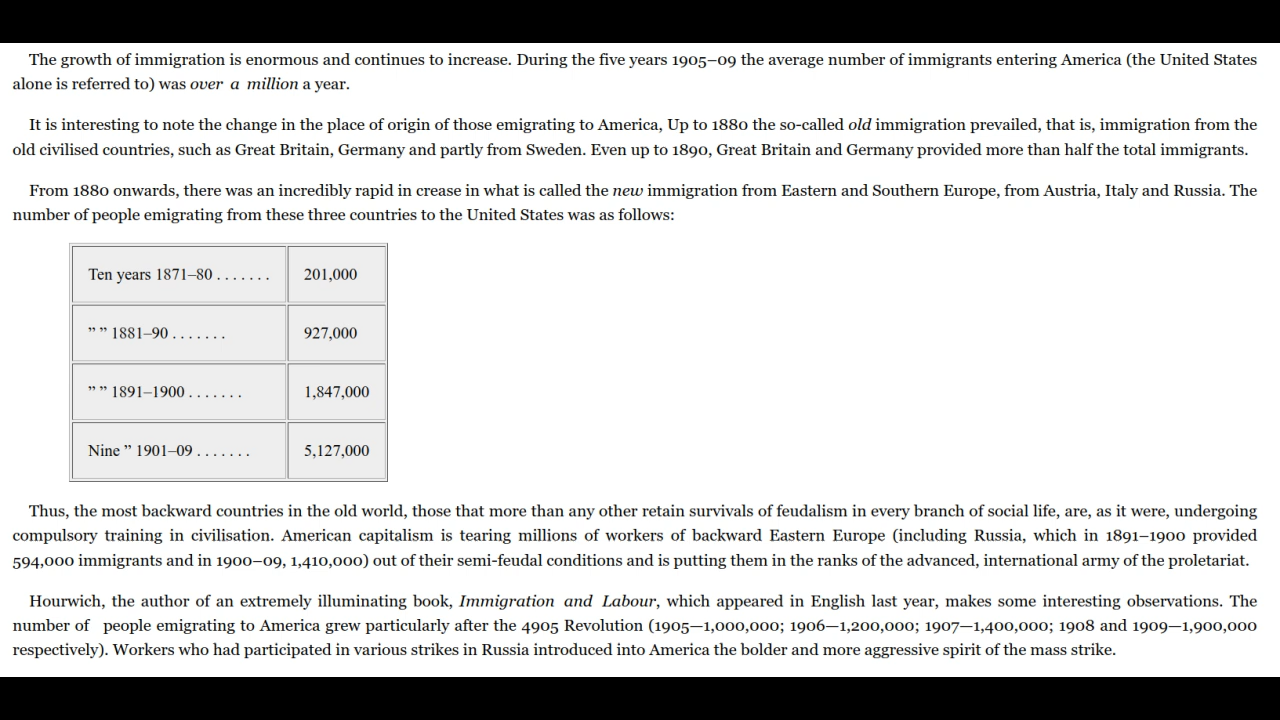 The growth of immigration is enormous and continues to increase. During the five years 1905–09 the average number of immigrants entering America (the United States
alone is referred to) was over a million a year.
It is interesting to note the change in the place of origin of those emigrating to America, Up to 1880 the so-called old immigration prevailed, that is, immigration from the
old civilised countries, such as Great Britain, Germany and partly from Sweden. Even up to 1890, Great Britain and Germany provided more than half the total immigrants.
From 1880 onwards, there was an incredibly rapid in crease in what is called the new immigration from Eastern and Southern Europe, from Austria, Italy and Russia. The
number of people emigrating from these three countries to the United States was as follows:
Ten years 1871–80 . . . . . . . 201,000
” ” 1881–90 . . . . . . . 927,000
” ” 1891–1900 . . . . . . . 1,847,000
Nine ” 1901–09 . . . . . . . 5,127,000
Thus, the most backward countries in the old world, those that more than any other retain survivals of feudalism in every branch of social life, are, as it were, undergoing
compulsory training in civilisation. American capitalism is tearing millions of workers of backward Eastern Europe (including Russia, which in 1891–1900 provided
594,000 immigrants and in 1900–09, 1,410,000) out of their semi-feudal conditions and is putting them in the ranks of the advanced, international army of the proletariat.
Hourwich, the author of an extremely illuminating book, Immigration and Labour, which appeared in English last year, makes some interesting observations. The
number of people emigrating to America grew particularly after the 4905 Revolution (1905—1,000,000; 1906—1,200,000; 1907—1,400,000; 1908 and 1909—1,900,000
respectively). Workers who had participated in various strikes in Russia introduced into America the bolder and more aggressive spirit of the mass strike.